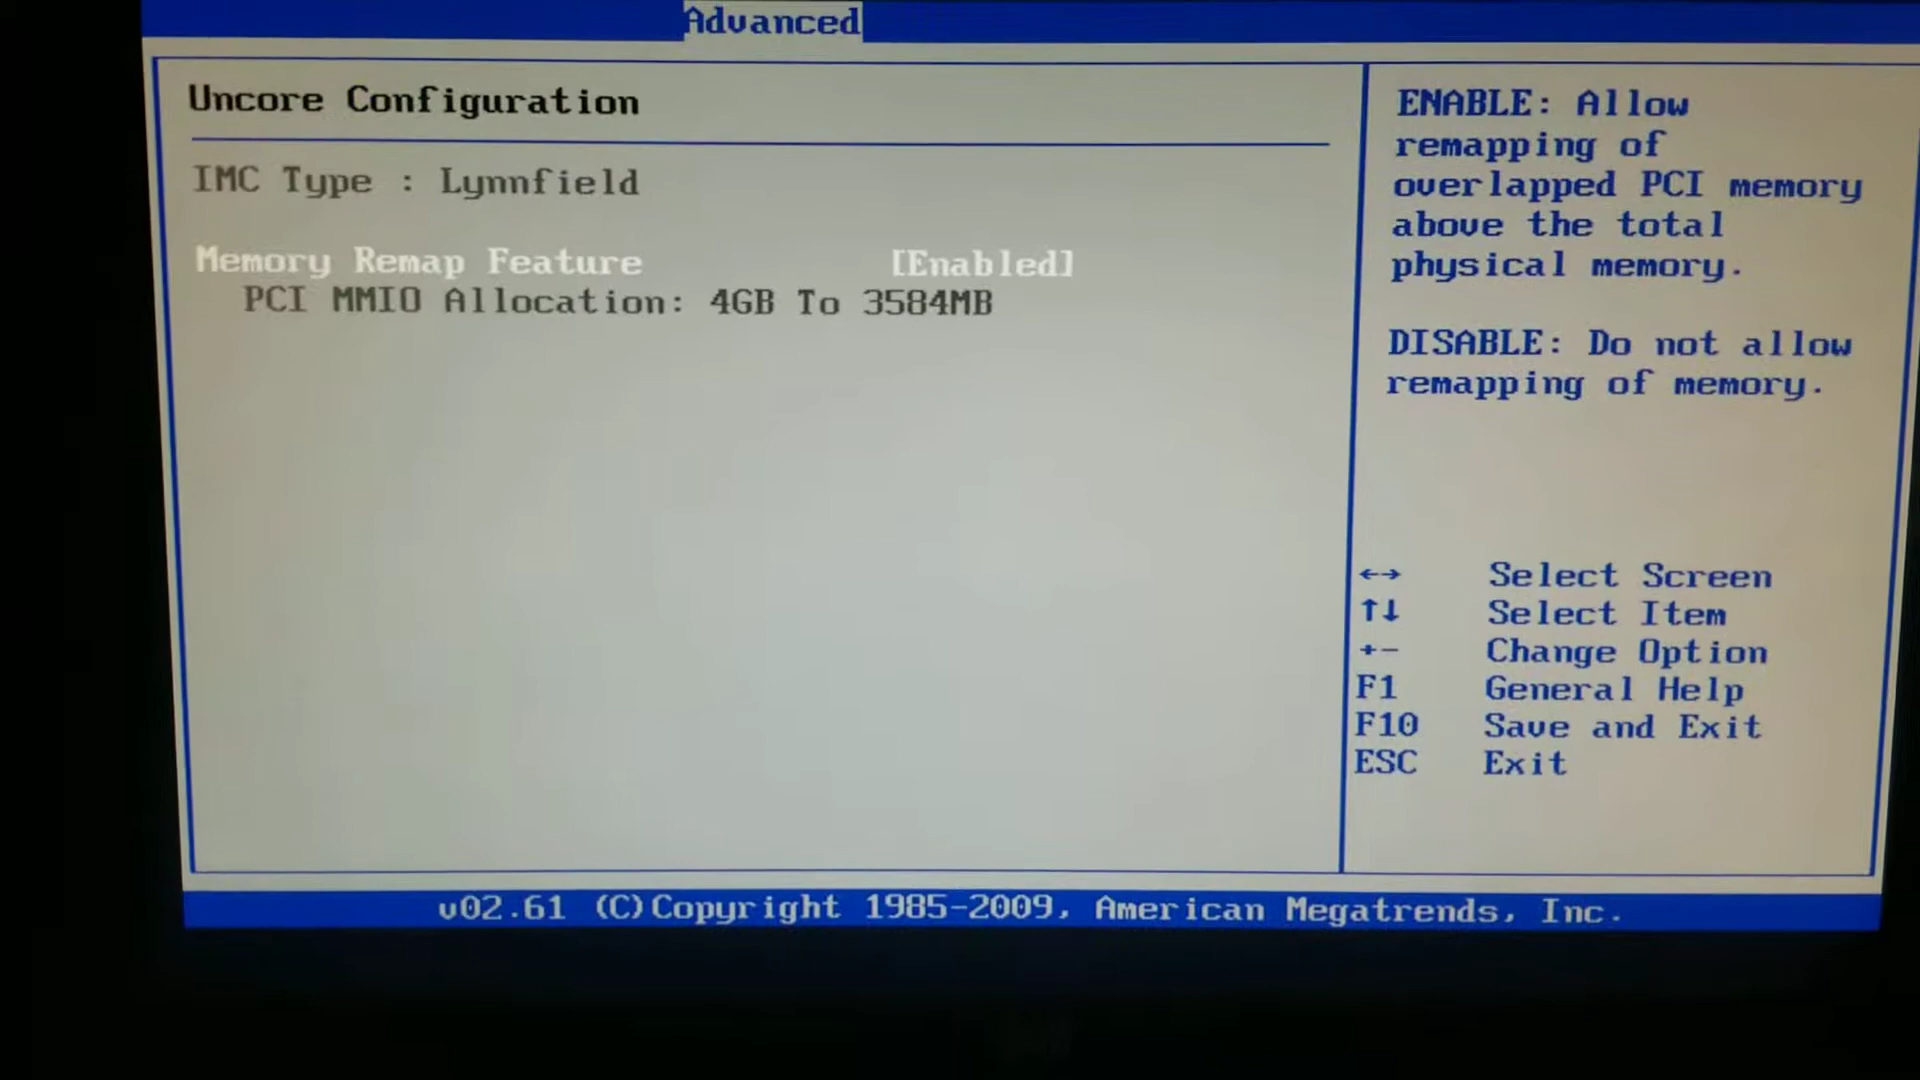 Advanced
Uncore Configuration
IMC Type : Lynnfield
Memory Remap Feature [Enabled]
PCI MMIO Allocation: 4GB To 3584MB
ENABLE: Allow
remapping of
overlapped PCI memory
above the total
physical memory.
DISABLE: Do not allow
remapping of memory.
←→ Select Screen
↑↓ Select Item
+- Change Option
F1 General Help
F10 Save and Exit
ESC Exit
v02.61 (C)Copyright 1985-2009, American Megatrends, Inc.